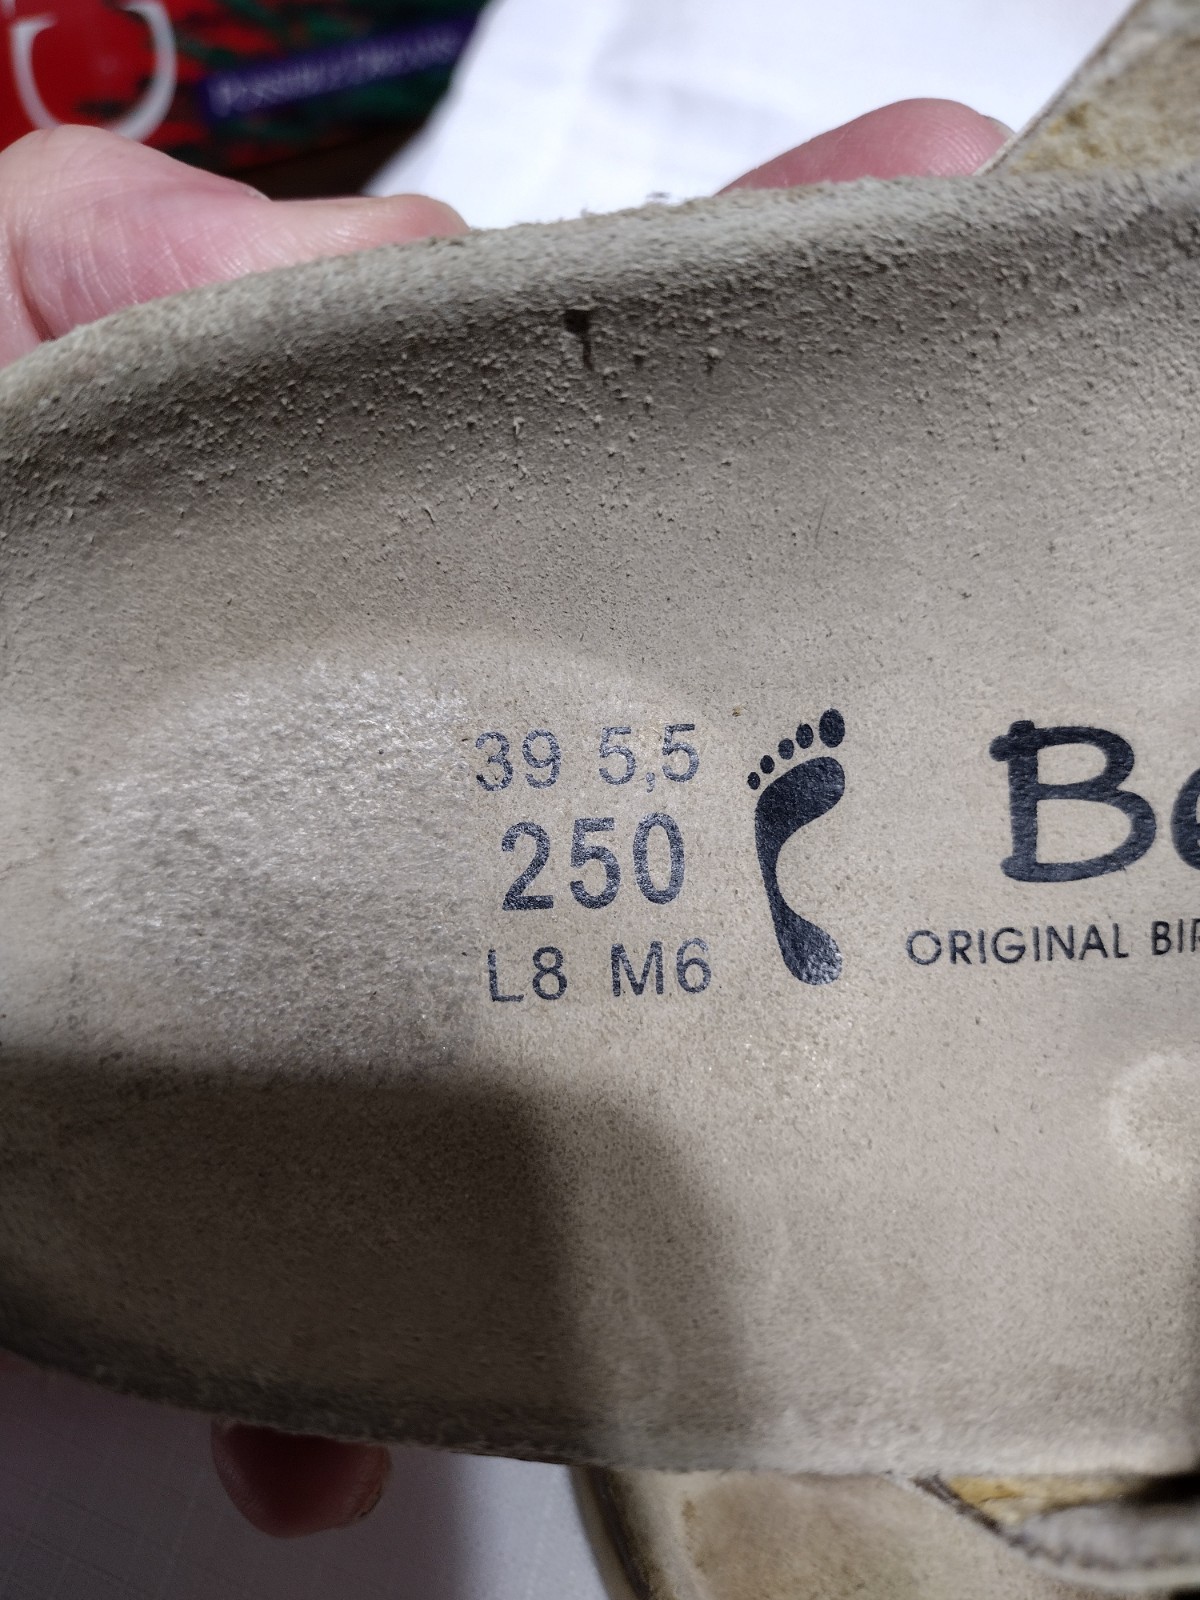 39 5,5
250
L8 M6
Be
ORIGINAL BIR